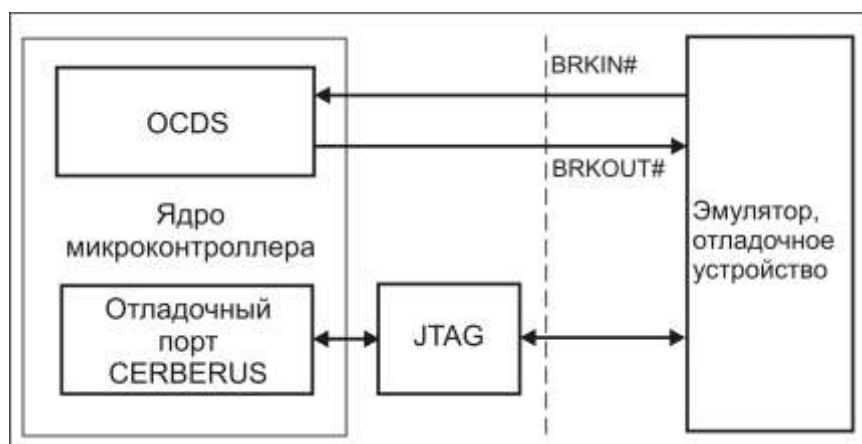 BRKIN#
OCDS
BRKOUT#
Ядро
микроконтроллера
Эмулятор,
отладочное
устройство
Отладочный
порт
CERBERUS
JTAG